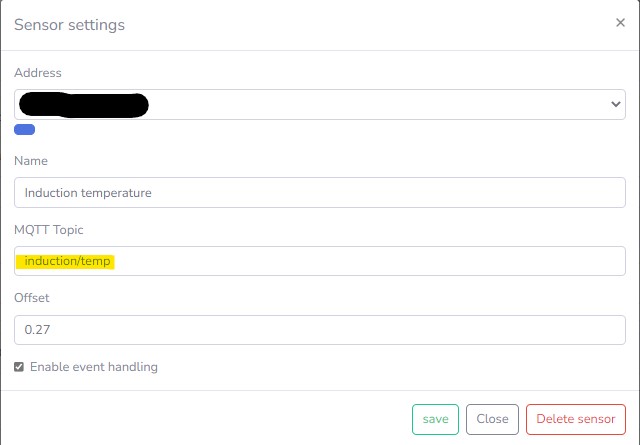 Sensor settings ×
Address
Name
Induction temperature
MQTT Topic
induction/temp
Offset
0.27
Enable event handling
save Close Delete sensor